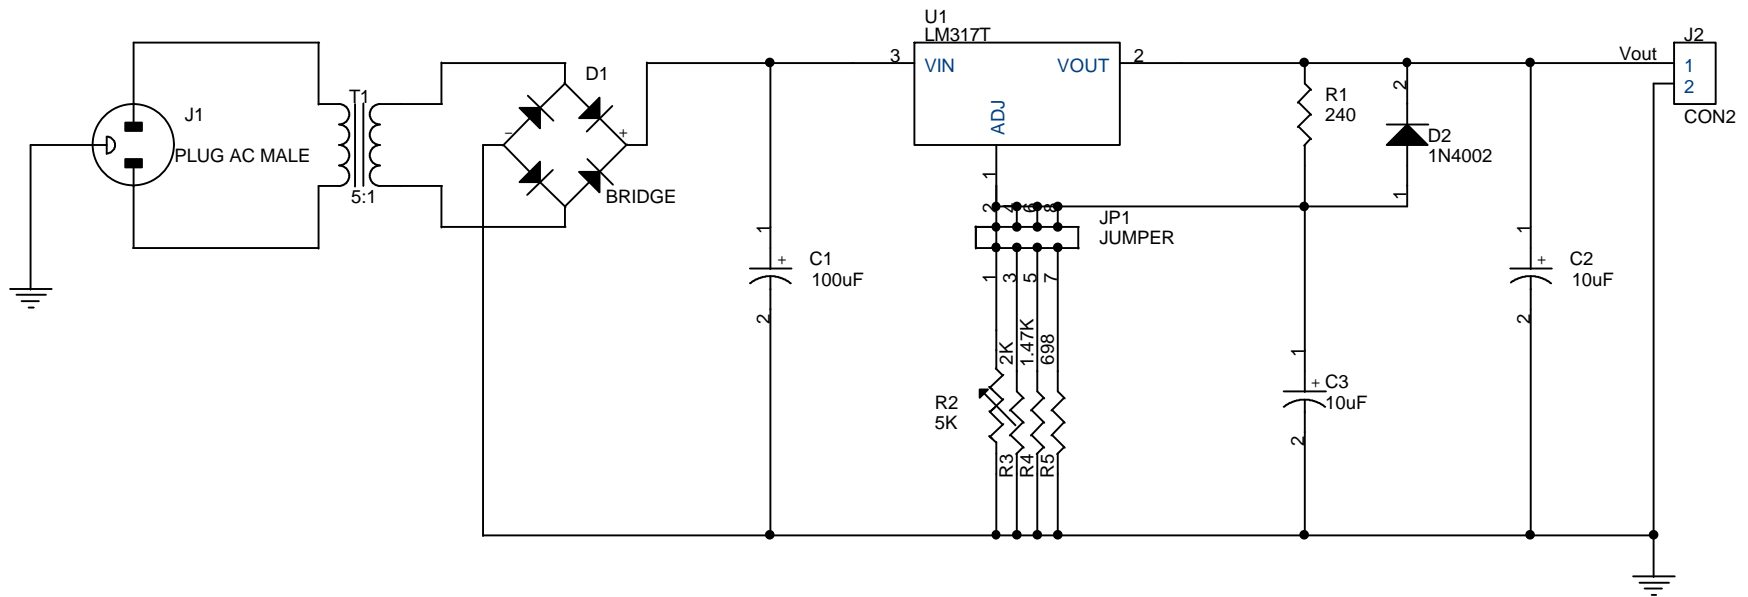 J1
PLUG AC MALE
T1
5:1
D1
-
+
BRIDGE
1
+
C1
100uF
2
U1
LM317T
3
VIN
VOUT
2
ADJ
1
2
4
6
8
JP1
JUMPER
1
3
5
7
2K
1.47K
698
R2
5K
R3
R4
R5
R1
240
2
D2
1N4002
1
1
+
C3
10uF
2
1
+
C2
10uF
2
Vout
J2
1
2
CON2